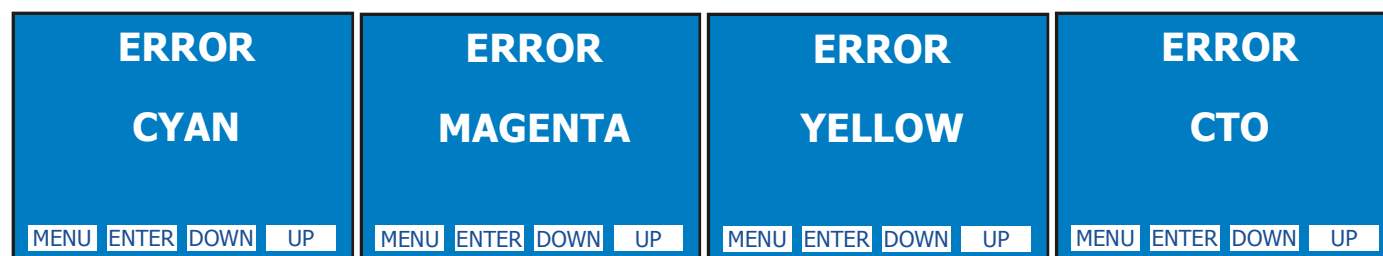 ERROR
CYAN
MENU ENTER DOWN UP
ERROR
MAGENTA
MENU ENTER DOWN UP
ERROR
YELLOW
MENU ENTER DOWN UP
ERROR
CTO
MENU ENTER DOWN UP